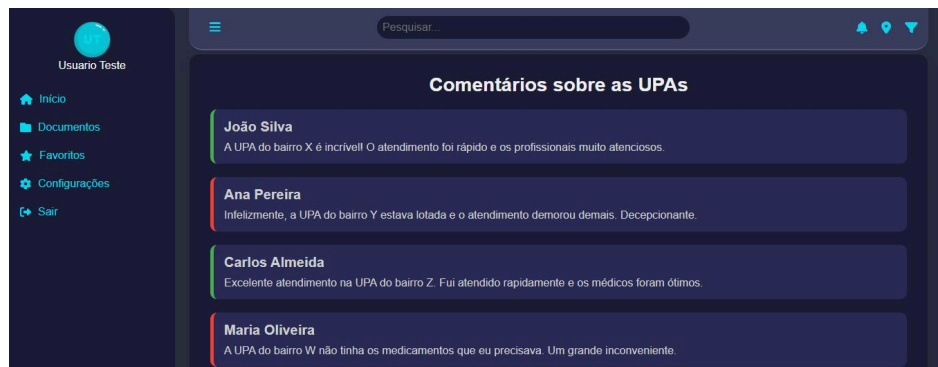 UT
Usuario Teste
Início
Documentos
Favoritos
Configurações
Sair
Pesquisar...
Comentários sobre as UPAs
João Silva
A UPA do bairro X é incrível! O atendimento foi rápido e os profissionais muito atenciosos.
Ana Pereira
Infelizmente, a UPA do bairro Y estava lotada e o atendimento demorou demais. Decepcionante.
Carlos Almeida
Excelente atendimento na UPA do bairro Z. Fui atendido rapidamente e os médicos foram ótimos.
Maria Oliveira
A UPA do bairro W não tinha os medicamentos que eu precisava. Um grande inconveniente.